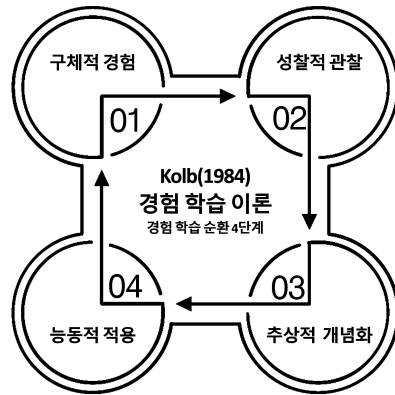 구체적 경험
성찰적 관찰
01
02
Kolb(1984)
경험 학습 이론
경험 학습 순환 4단계
04
03
능동적 적용
추상적 개념화